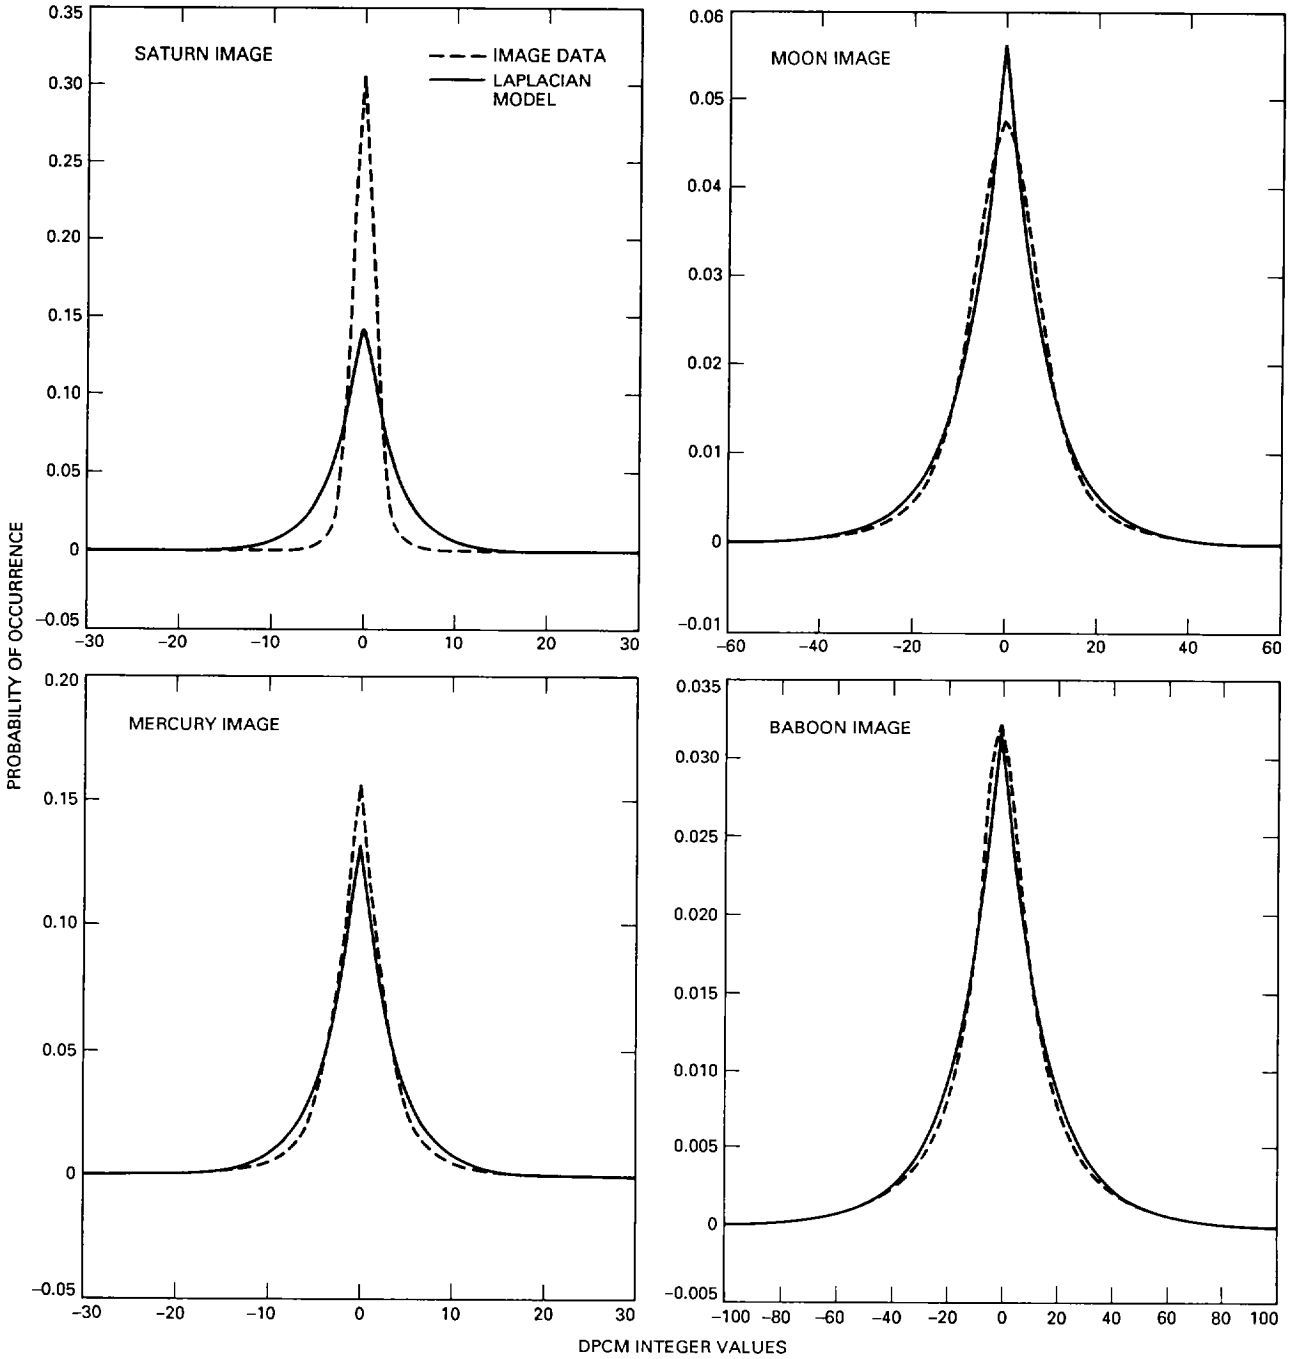 PROBABILITY OF OCCURRENCE
SATURN IMAGE
IMAGE DATA
LAPLACIAN
MODEL
0.35
0.30
0.25
0.20
0.15
0.10
0.05
0
−0.05
−30 −20 −10 0 10 20 30
MOON IMAGE
0.06
0.05
0.04
0.03
0.02
0.01
0
−0.01
−60 −40 −20 0 20 40 60
MERCURY IMAGE
0.20
0.15
0.10
0.05
0
−0.05
−30 −20 −10 0 10 20 30
BABOON IMAGE
0.035
0.030
0.025
0.020
0.015
0.010
0.005
0
−0.005
−100 −80 −60 −40 −20 0 20 40 60 80 100
DPCM INTEGER VALUES